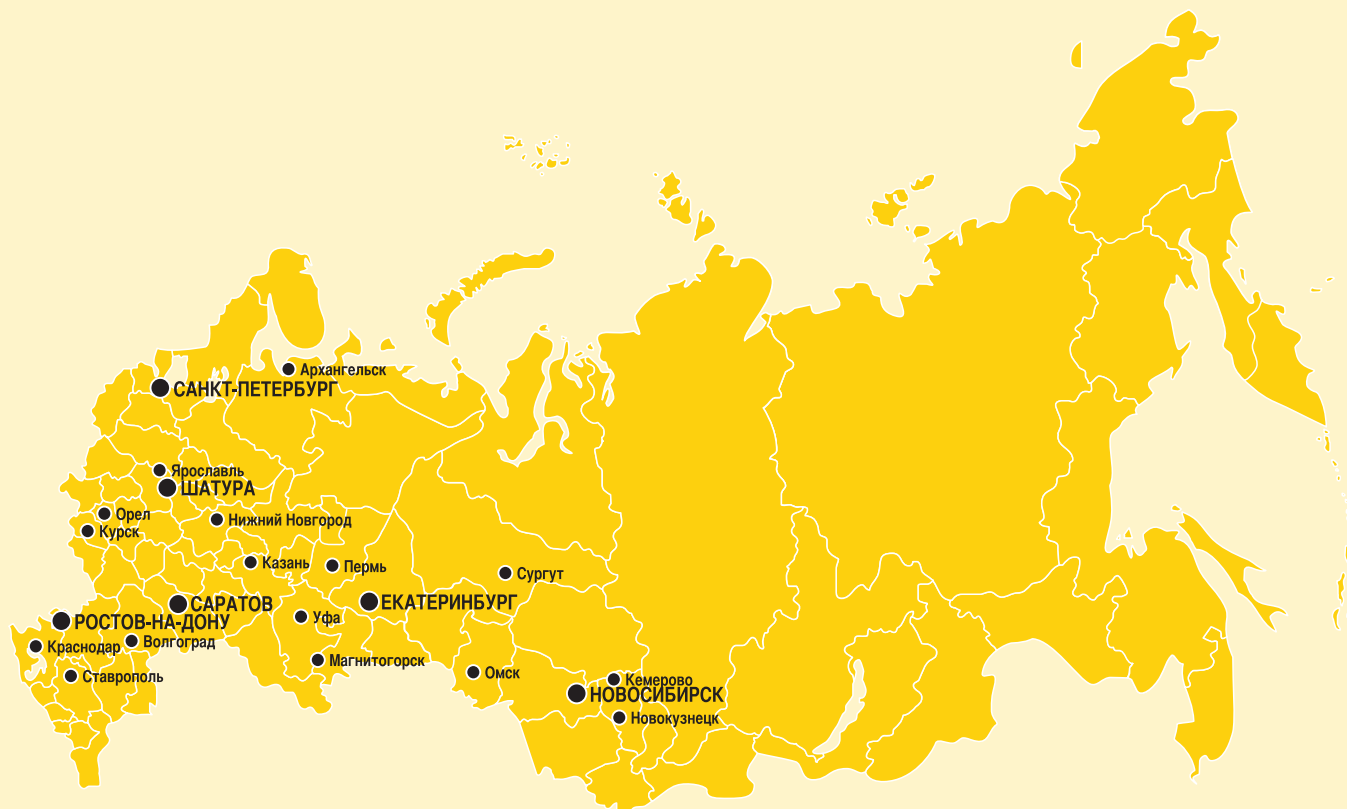 Архангельск
САНКТ-ПЕТЕРБУРГ
Ярославль
ШАТУРА
Орел
Нижний Новгород
Курск
Казань
Пермь
Сургут
ЕКАТЕРИНБУРГ
САРАТОВ
Уфа
РОСТОВ-НА-ДОНУ
Волгоград
Краснодар
Магнитогорск
Омск
Ставрополь
Кемерово
НОВОСИБИРСК
Новокузнецк